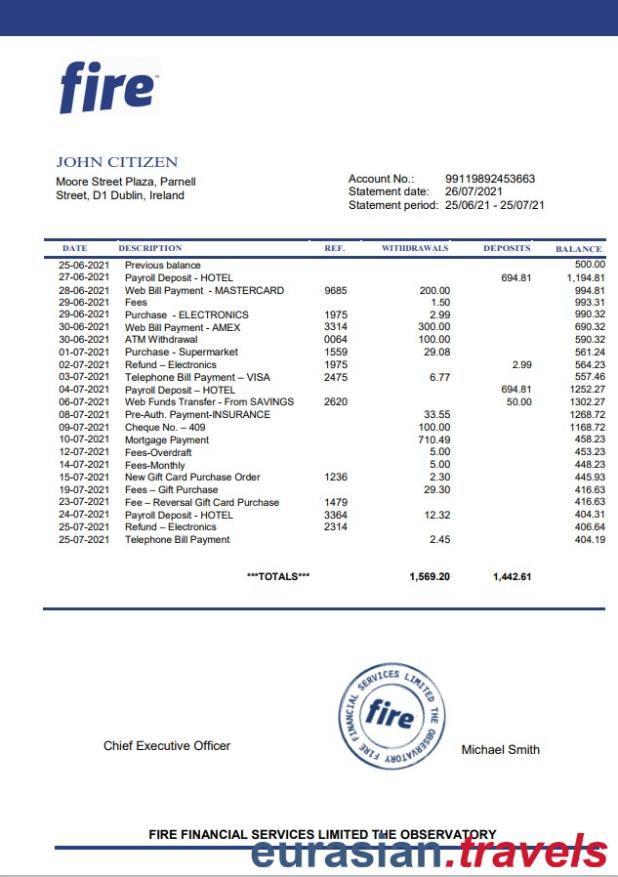 fire
JOHN CITIZEN
Moore Street Plaza, Parnell
Street, D1 Dublin, Ireland
Account No.: 99119892453663
Statement date: 26/07/2021
Statement period: 25/06/21 - 25/07/21
DATE DESCRIPTION REF. WITHDRAWALS DEPOSITS BALANCE
25-06-2021 Previous balance 500.00
27-06-2021 Payroll Deposit - HOTEL 694.81 1,194.81
28-06-2021 Web Bill Payment - MASTERCARD 9685 200.00 994.81
29-06-2021 Fees 1.50 993.31
29-06-2021 Purchase - ELECTRONICS 1975 2.99 990.32
30-06-2021 Web Bill Payment - AMEX 3314 300.00 690.32
30-06-2021 ATM Withdrawal 0064 100.00 590.32
01-07-2021 Purchase - Supermarket 1559 29.08 561.24
02-07-2021 Refund – Electronics 1975 2.99 564.23
03-07-2021 Telephone Bill Payment – VISA 2475 6.77 557.46
04-07-2021 Payroll Deposit – HOTEL 694.81 1252.27
06-07-2021 Web Funds Transfer - From SAVINGS 2620 50.00 1302.27
08-07-2021 Pre-Auth. Payment-INSURANCE 33.55 1268.72
09-07-2021 Cheque No. – 409 100.00 1168.72
10-07-2021 Mortgage Payment 710.49 458.23
12-07-2021 Fees-Overdraft 5.00 453.23
14-07-2021 Fees-Monthly 5.00 448.23
15-07-2021 New Gift Card Purchase Order 1236 2.30 445.93
19-07-2021 Fees – Gift Purchase 29.30 416.63
23-07-2021 Fee – Reversal Gift Card Purchase 1479 416.63
24-07-2021 Payroll Deposit - HOTEL 3364 12.32 404.31
25-07-2021 Refund – Electronics 2314 406.64
25-07-2021 Telephone Bill Payment 2.45 404.19
***TOTALS*** 1,569.20 1,442.61
FIRE FINANCIAL SERVICES LIMITED THE OBSERVATORY
fire
Chief Executive Officer
Michael Smith
FIRE FINANCIAL SERVICES LIMITED THE OBSERVATORY
eurasian.travels